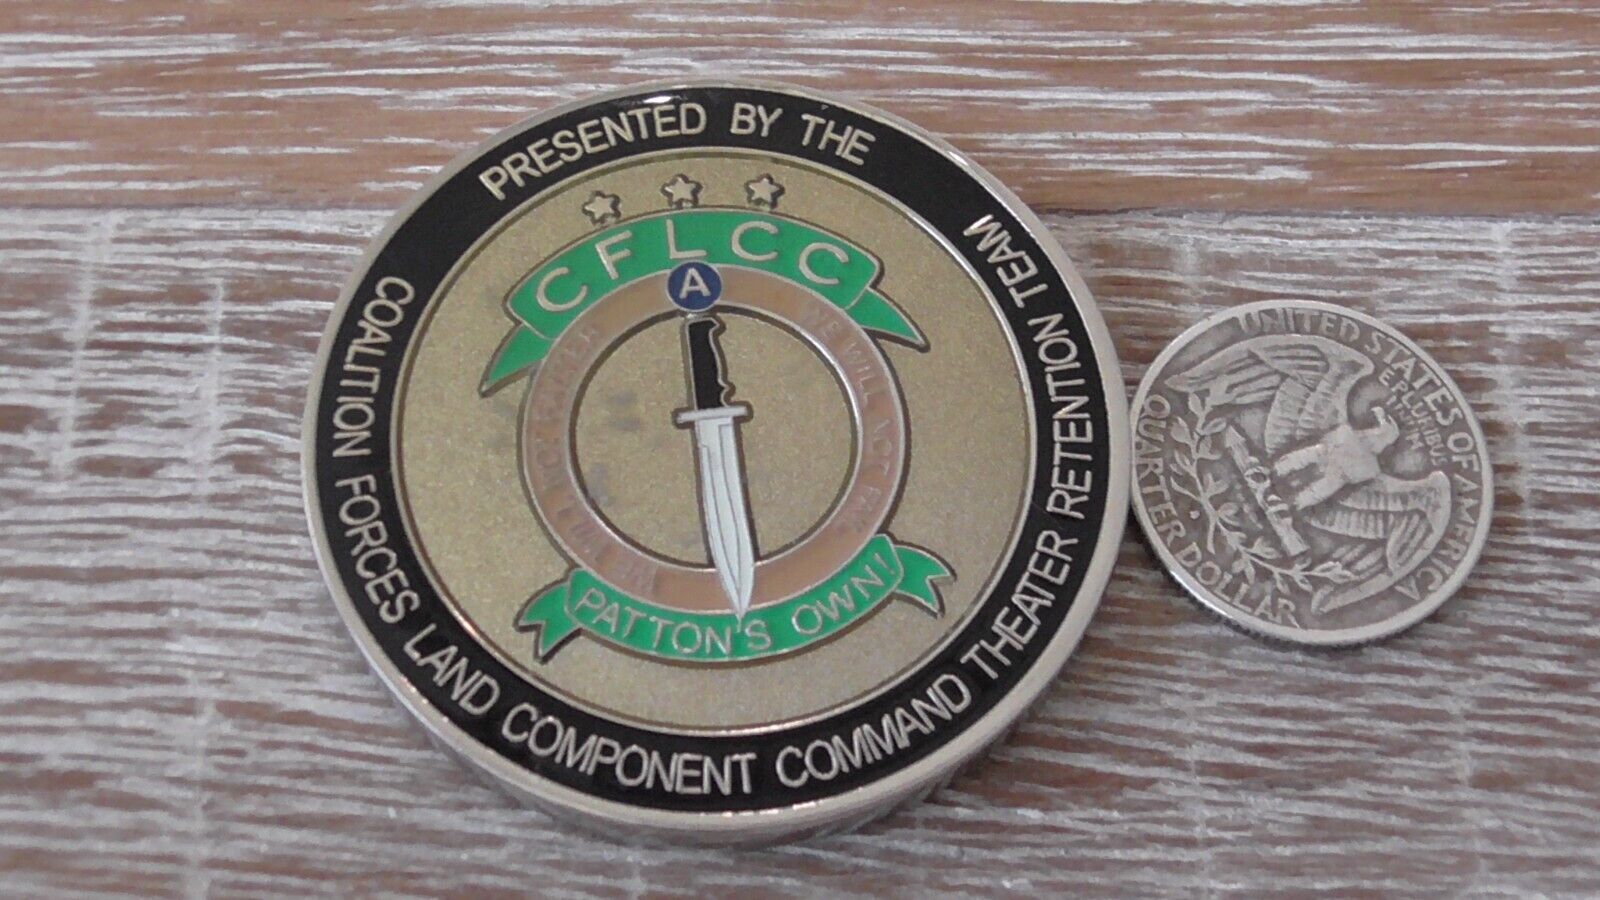 PRESENTED BY THE
COALITION FORCES LAND COMPONENT COMMAND THEATER RETENTION TEAM
CFLCC
A
WE WILL NOT
PATTON'S OWN!
UNITED STATES OF AMERICA
E PLURIBUS
UNUM
QUARTER DOLLAR